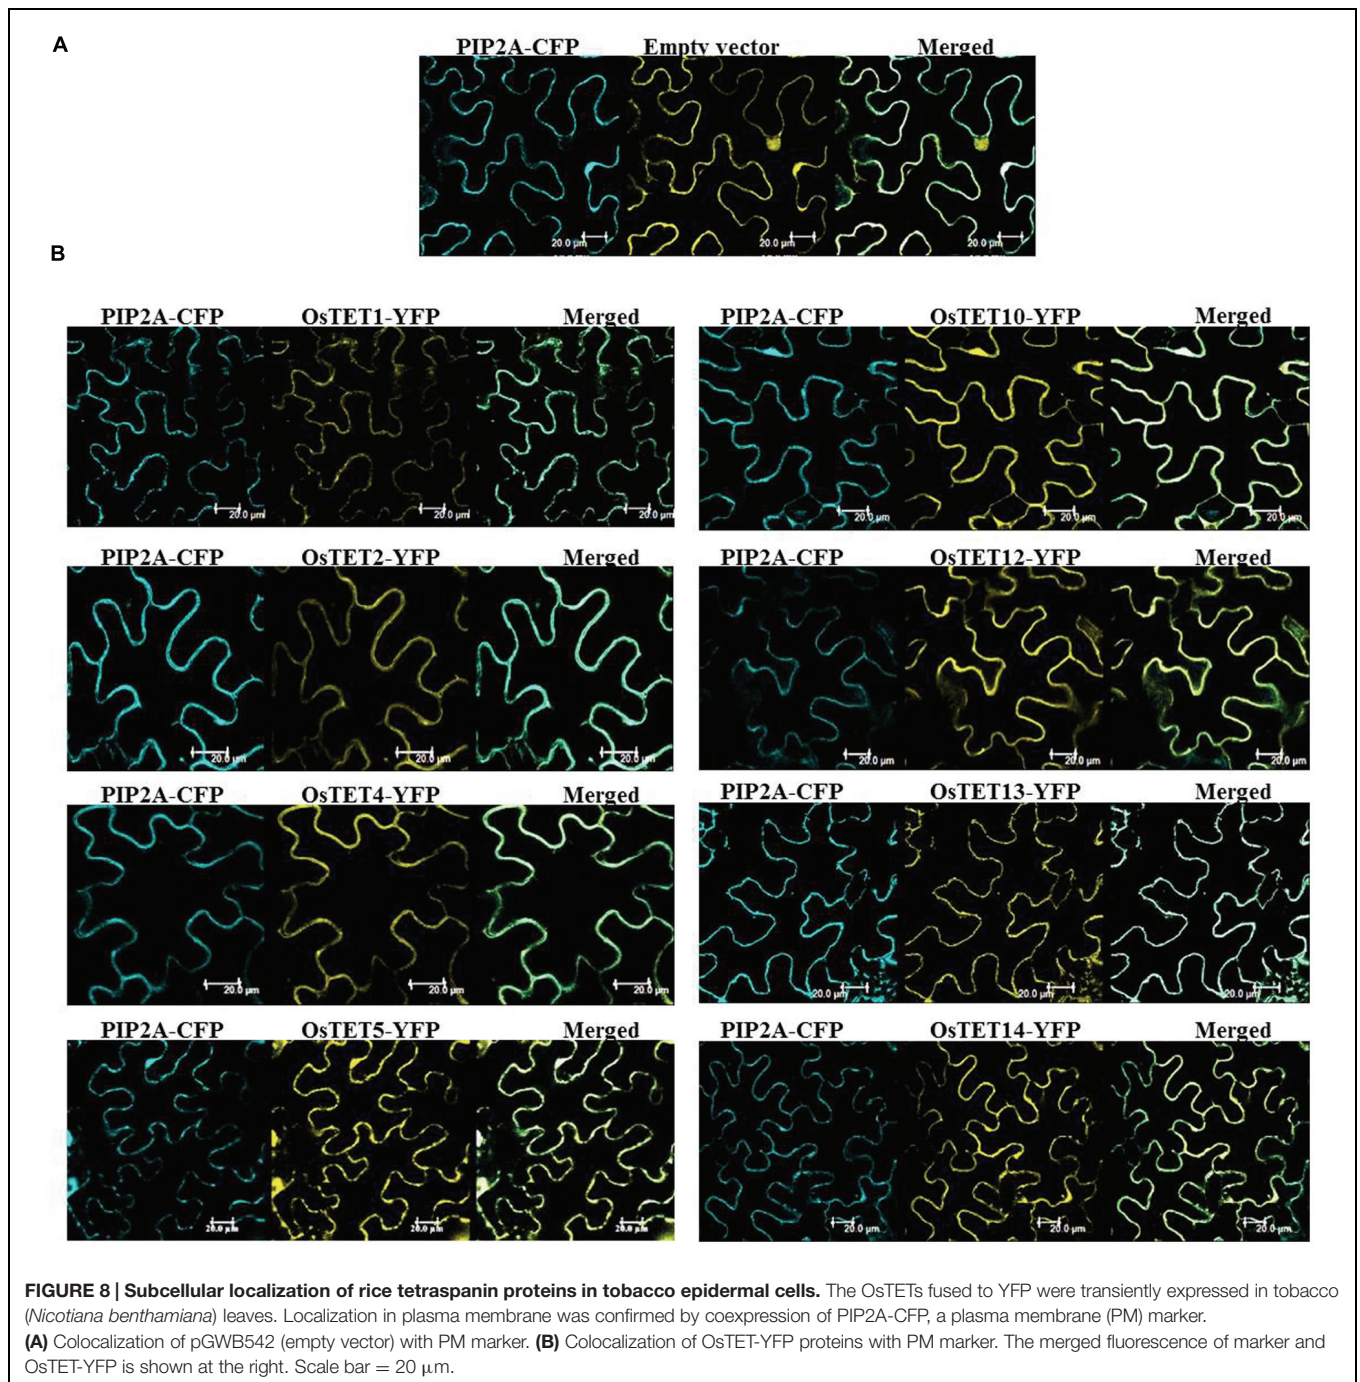 A
PIP2A-CFP Empty vector Merged
20.0 µm 20.0 µm 20.0 µm
B
PIP2A-CFP OsTET1-YFP Merged PIP2A-CFP OsTET10-YFP Merged
20.0 µm 20.0 µm 20.0 µm 20.0 µm 20.0 µm 20.0 µm
PIP2A-CFP OsTET2-YFP Merged PIP2A-CFP OsTET12-YFP Merged
20.0 µm 20.0 µm 20.0 µm 20.0 µm 20.0 µm 20.0 µm
PIP2A-CFP OsTET4-YFP Merged PIP2A-CFP OsTET13-YFP Merged
20.0 µm 20.0 µm 20.0 µm 20.0 µm 20.0 µm 20.0 µm
PIP2A-CFP OsTET5-YFP Merged PIP2A-CFP OsTET14-YFP Merged
20.0 µm 20.0 µm 20.0 µm 20.0 µm 20.0 µm 20.0 µm
FIGURE 8 | Subcellular localization of rice tetraspanin proteins in tobacco epidermal cells. The OsTETs fused to YFP were transiently expressed in tobacco
(Nicotiana benthamiana) leaves. Localization in plasma membrane was confirmed by coexpression of PIP2A-CFP, a plasma membrane (PM) marker.
(A) Colocalization of pGWB542 (empty vector) with PM marker. (B) Colocalization of OsTET-YFP proteins with PM marker. The merged fluorescence of marker and
OsTET-YFP is shown at the right. Scale bar = 20 µm.